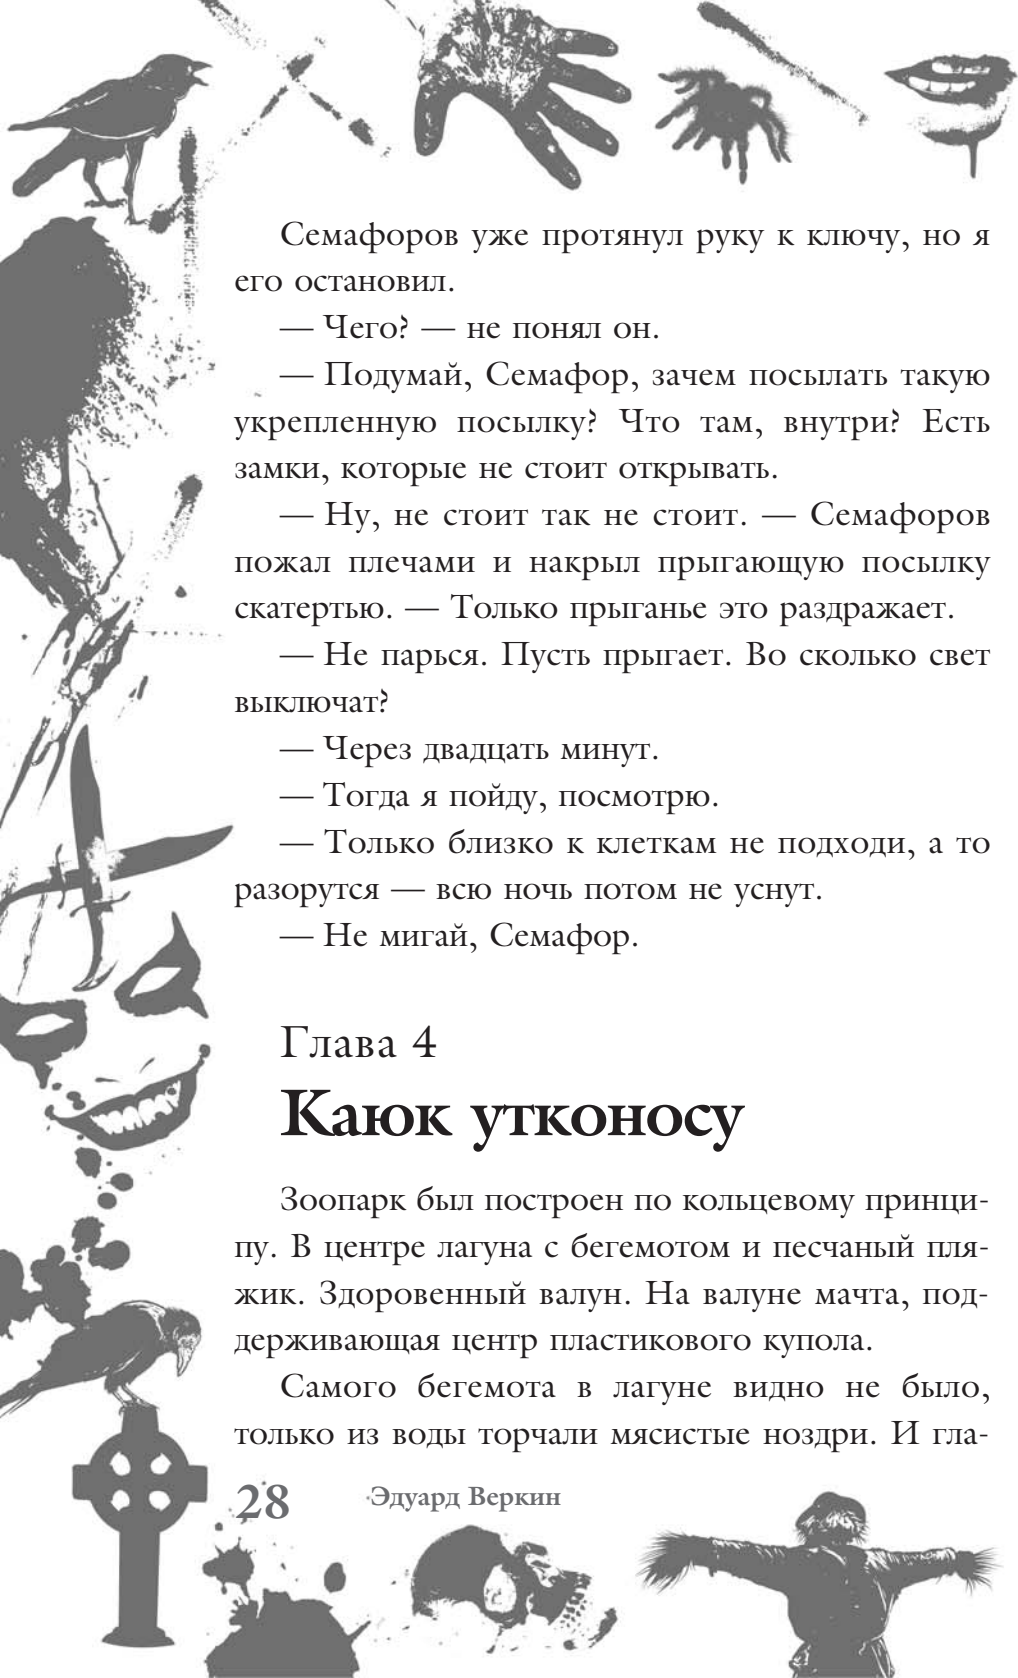 Семафоров уже протянул руку к ключу, но я
его остановил.
— Чего? — не понял он.
— Подумай, Семафор, зачем посылать такую
укрепленную посылку? Что там, внутри? Есть
замки, которые не стоит открывать.
— Ну, не стоит так не стоит. — Семафоров
пожал плечами и накрыл прыгающую посылку
скатертью. — Только прыганье это раздражает.
— Не парься. Пусть прыгает. Во сколько свет
выключат?
— Через двадцать минут.
— Тогда я пойду, посмотрю.
— Только близко к клеткам не подходи, а то
разорутся — всю ночь потом не уснут.
— Не мигай, Семафор.
Глава 4
Каюк утконосу
Зоопарк был построен по кольцевому принци-
пу. В центре лагуна с бегемотом и песчаный пля-
жик. Здоровенный валун. На валуне мачта, под-
держивающая центр пластикового купола.
Самого бегемота в лагуне видно не было,
только из воды торчали мясистые ноздри. И гла-
28 Эдуард Веркин